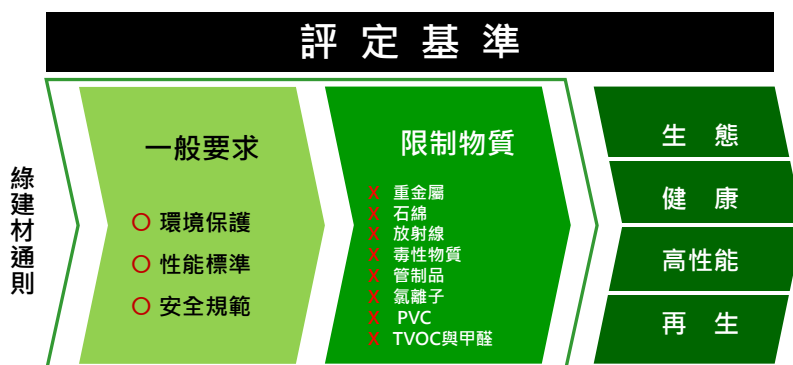 評定基準
綠建材通則
一般要求
○ 環境保護
○ 性能標準
○ 安全規範
限制物質
X 重金屬
X 石綿
X 放射線
X 毒性物質
X 管制品
X 氯離子
X PVC
X TVOC與甲醛
生態
健康
高性能
再生